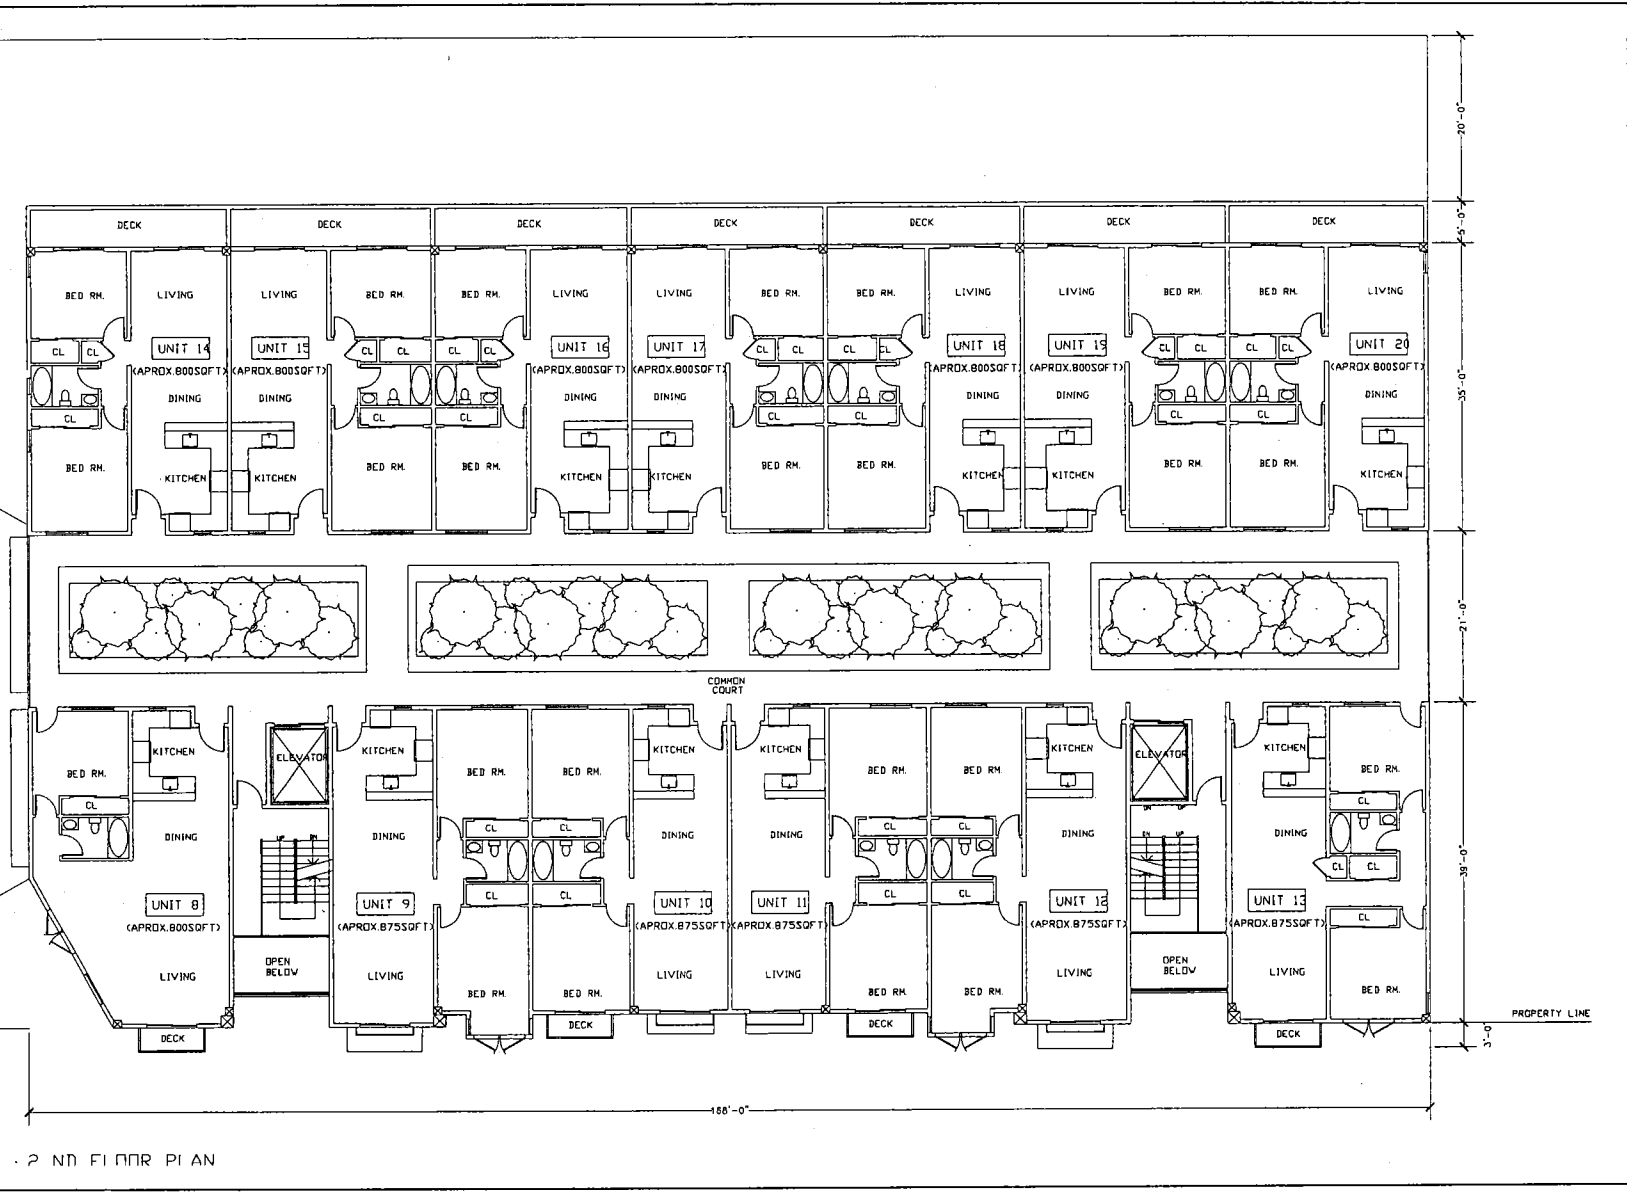 20'-0"
DECK DECK DECK DECK DECK DECK DECK
5'-0"
BED RM. LIVING LIVING BED RM. BED RM. LIVING LIVING BED RM. BED RM. LIVING LIVING BED RM. BED RM. LIVING
CL CL UNIT 14 UNIT 15 CL CL CL CL UNIT 16 UNIT 17 CL CL CL CL UNIT 18 UNIT 19 CL CL CL CL UNIT 20
(APROX.800SQFT) (APROX.800SQFT) (APROX.800SQFT) (APROX.800SQFT) (APROX.800SQFT) (APROX.800SQFT) (APROX.800SQFT)
35'-0"
DINING DINING DINING DINING DINING DINING DINING
CL CL CL CL CL CL CL
BED RM. BED RM. BED RM. BED RM. BED RM. BED RM. BED RM.
KITCHEN KITCHEN KITCHEN KITCHEN KITCHEN KITCHEN KITCHEN
21'-0"
COMMON
COURT
KITCHEN ELEVATOR KITCHEN KITCHEN KITCHEN KITCHEN ELEVATOR KITCHEN
BED RM. BED RM. BED RM. BED RM. BED RM. BED RM.
CL CL
DN UP
CL CL CL CL
DINING UP DN DINING DINING DINING DINING DN UP DINING
39'-0"
CL CL
CL CL CL CL
UNIT 8 UNIT 9 UNIT 10 UNIT 11 UNIT 12 UNIT 13
CL
(APROX.800SQFT) (APROX.875SQFT) (APROX.875SQFT) (APROX.875SQFT) (APROX.875SQFT) (APROX.875SQFT)
OPEN
BELOW
OPEN
BELOW
LIVING LIVING LIVING LIVING LIVING LIVING
BED RM. BED RM. BED RM. BED RM. BED RM.
PROPERTY LINE
DECK DECK DECK DECK
3'-0"
168'-0"
2 ND FLOOR PLAN